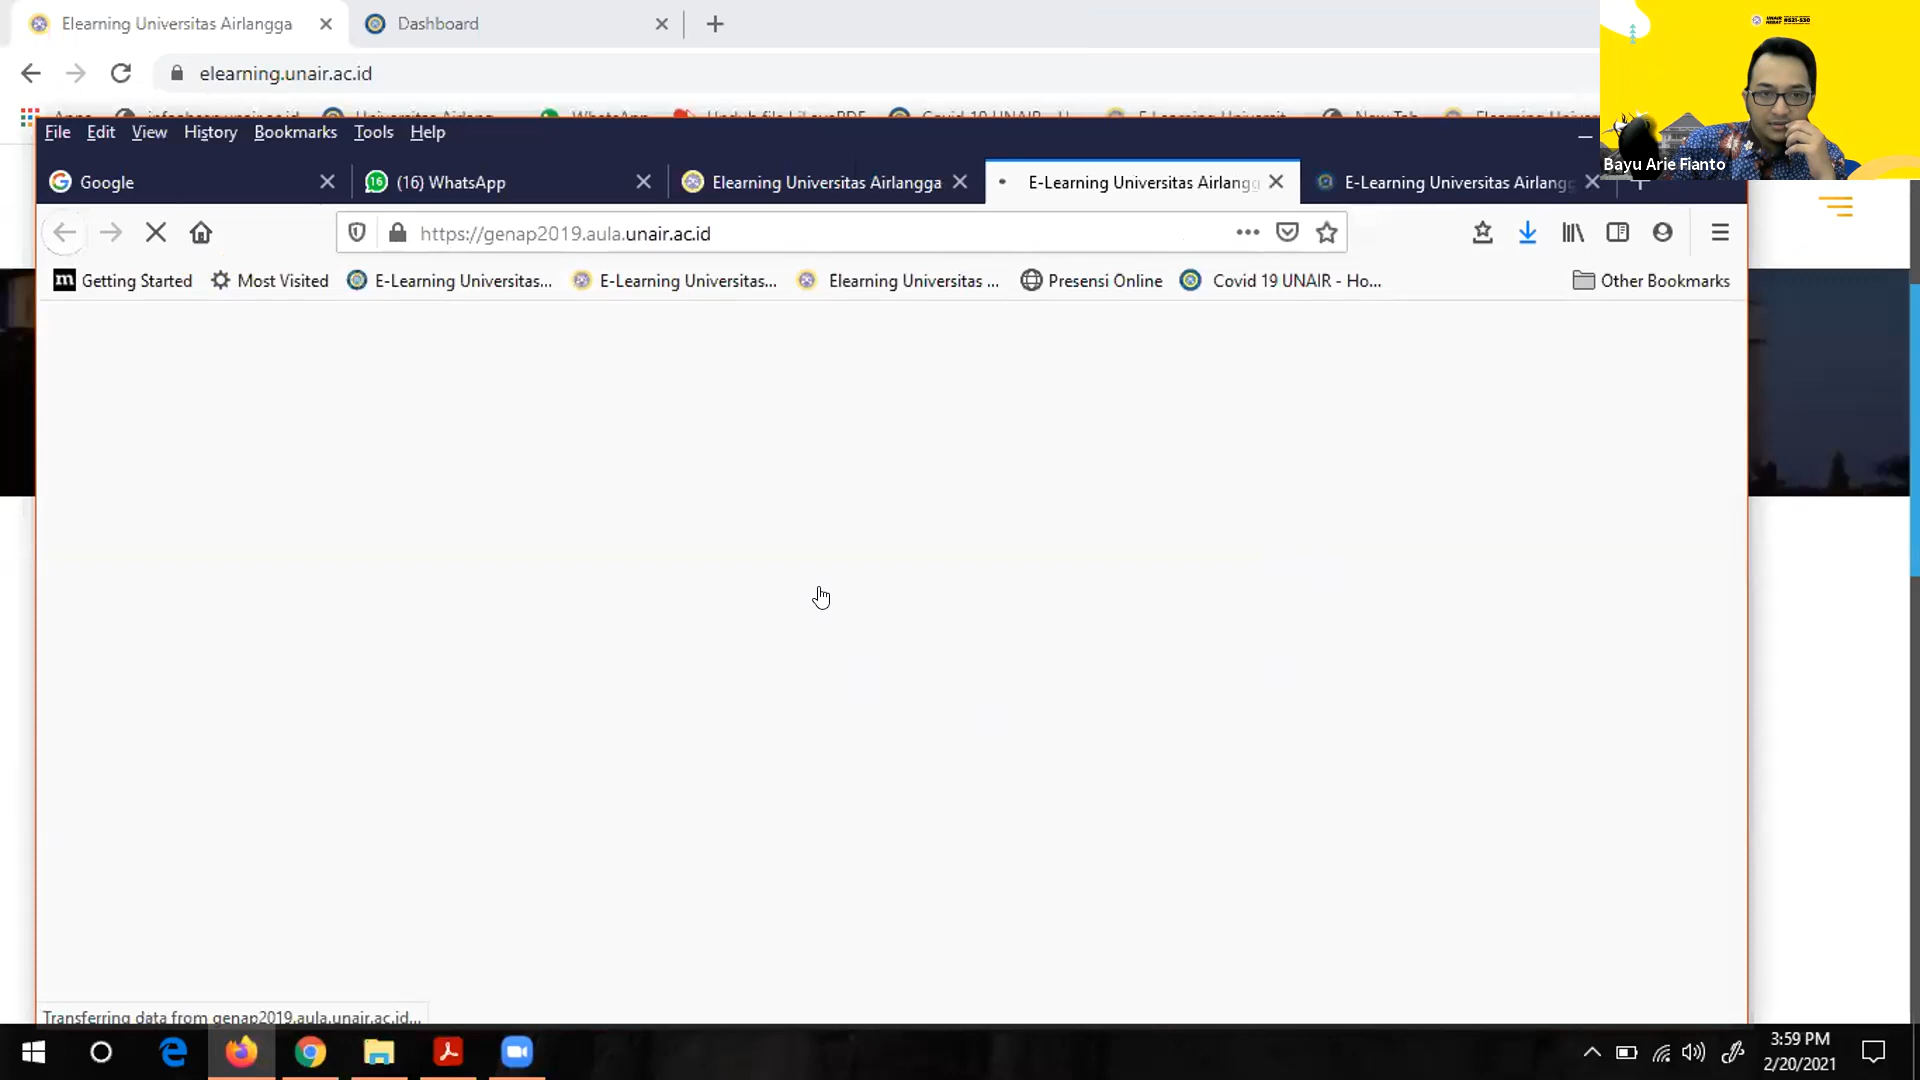 Elearning Universitas Airlangga
Dashboard
elearning.unair.ac.id
Bayu Arie Fianto
File Edit View History Bookmarks Tools Help
Google
(16) WhatsApp
Elearning Universitas Airlangga
E-Learning Universitas Airlangg
E-Learning Universitas Airlangg
https://genap2019.aula.unair.ac.id
Getting Started
Most Visited
E-Learning Universitas...
E-Learning Universitas...
Elearning Universitas ...
Presensi Online
Covid 19 UNAIR - Ho...
Other Bookmarks
Transferring data from genap2019.aula.unair.ac.id...
3:59 PM
2/20/2021